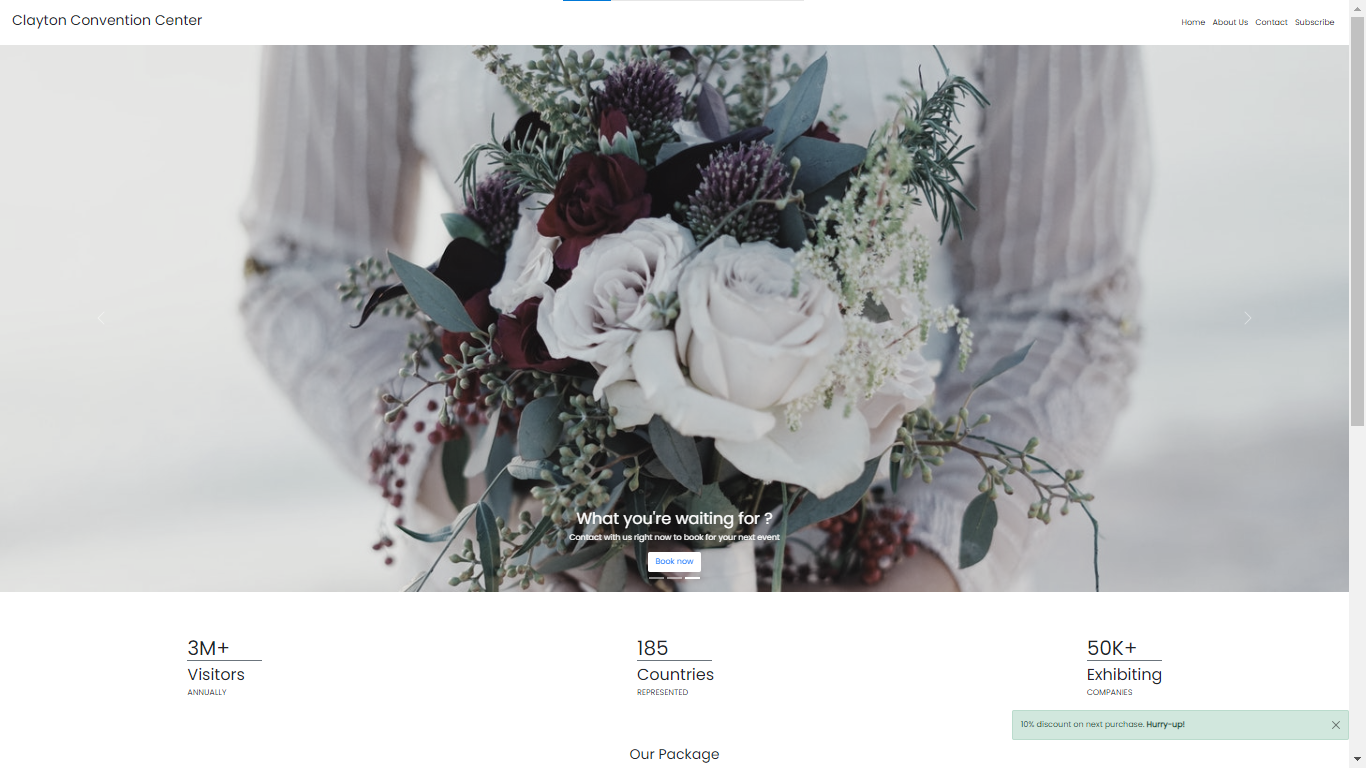 Clayton Convention Center
Home About Us Contact Subscribe
What you're waiting for ?
Contact with us right now to book for your next event
Book now
3M+
Visitors
ANNUALLY
185
Countries
REPRESENTED
50K+
Exhibiting
COMPANIES
10% discount on next purchase. Hurry-up!
Our Package